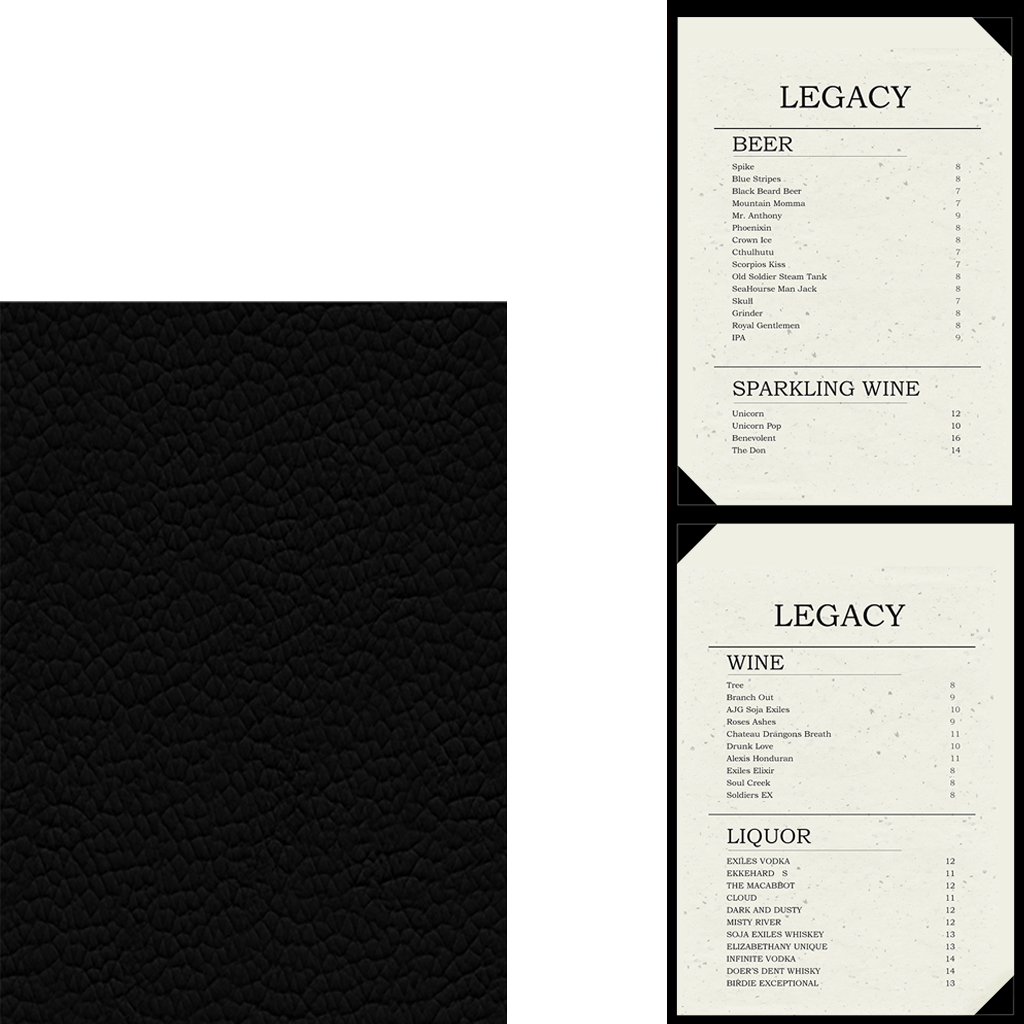 LEGACY
BEER
Spike 8
Blue Stripes 8
Black Beard Beer 7
Mountain Momma 7
Mr. Anthony 9
Phoenixin 8
Crown Ice 8
Cthulhutu 7
Scorpios Kiss 7
Old Soldier Steam Tank 8
SeaHourse Man Jack 8
Skull 7
Grinder 8
Royal Gentlemen 8
IPA 9
SPARKLING WINE
Unicorn 12
Unicorn Pop 10
Benevolent 16
The Don 14
LEGACY
WINE
Tree 8
Branch Out 9
AJG Soja Exiles 10
Roses Ashes 9
Chateau Drangons Breath 11
Drunk Love 10
Alexis Honduran 11
Exiles Elixir 8
Soul Creek 8
Soldiers EX 8
LIQUOR
EXILES VODKA 12
EKKEHARD S 11
THE MACABBOT 12
CLOUD 11
DARK AND DUSTY 12
MISTY RIVER 12
SOJA EXILES WHISKEY 13
ELIZABETHANY UNIQUE 13
INFINITE VODKA 14
DOER'S DENT WHISKY 14
BIRDIE EXCEPTIONAL 13